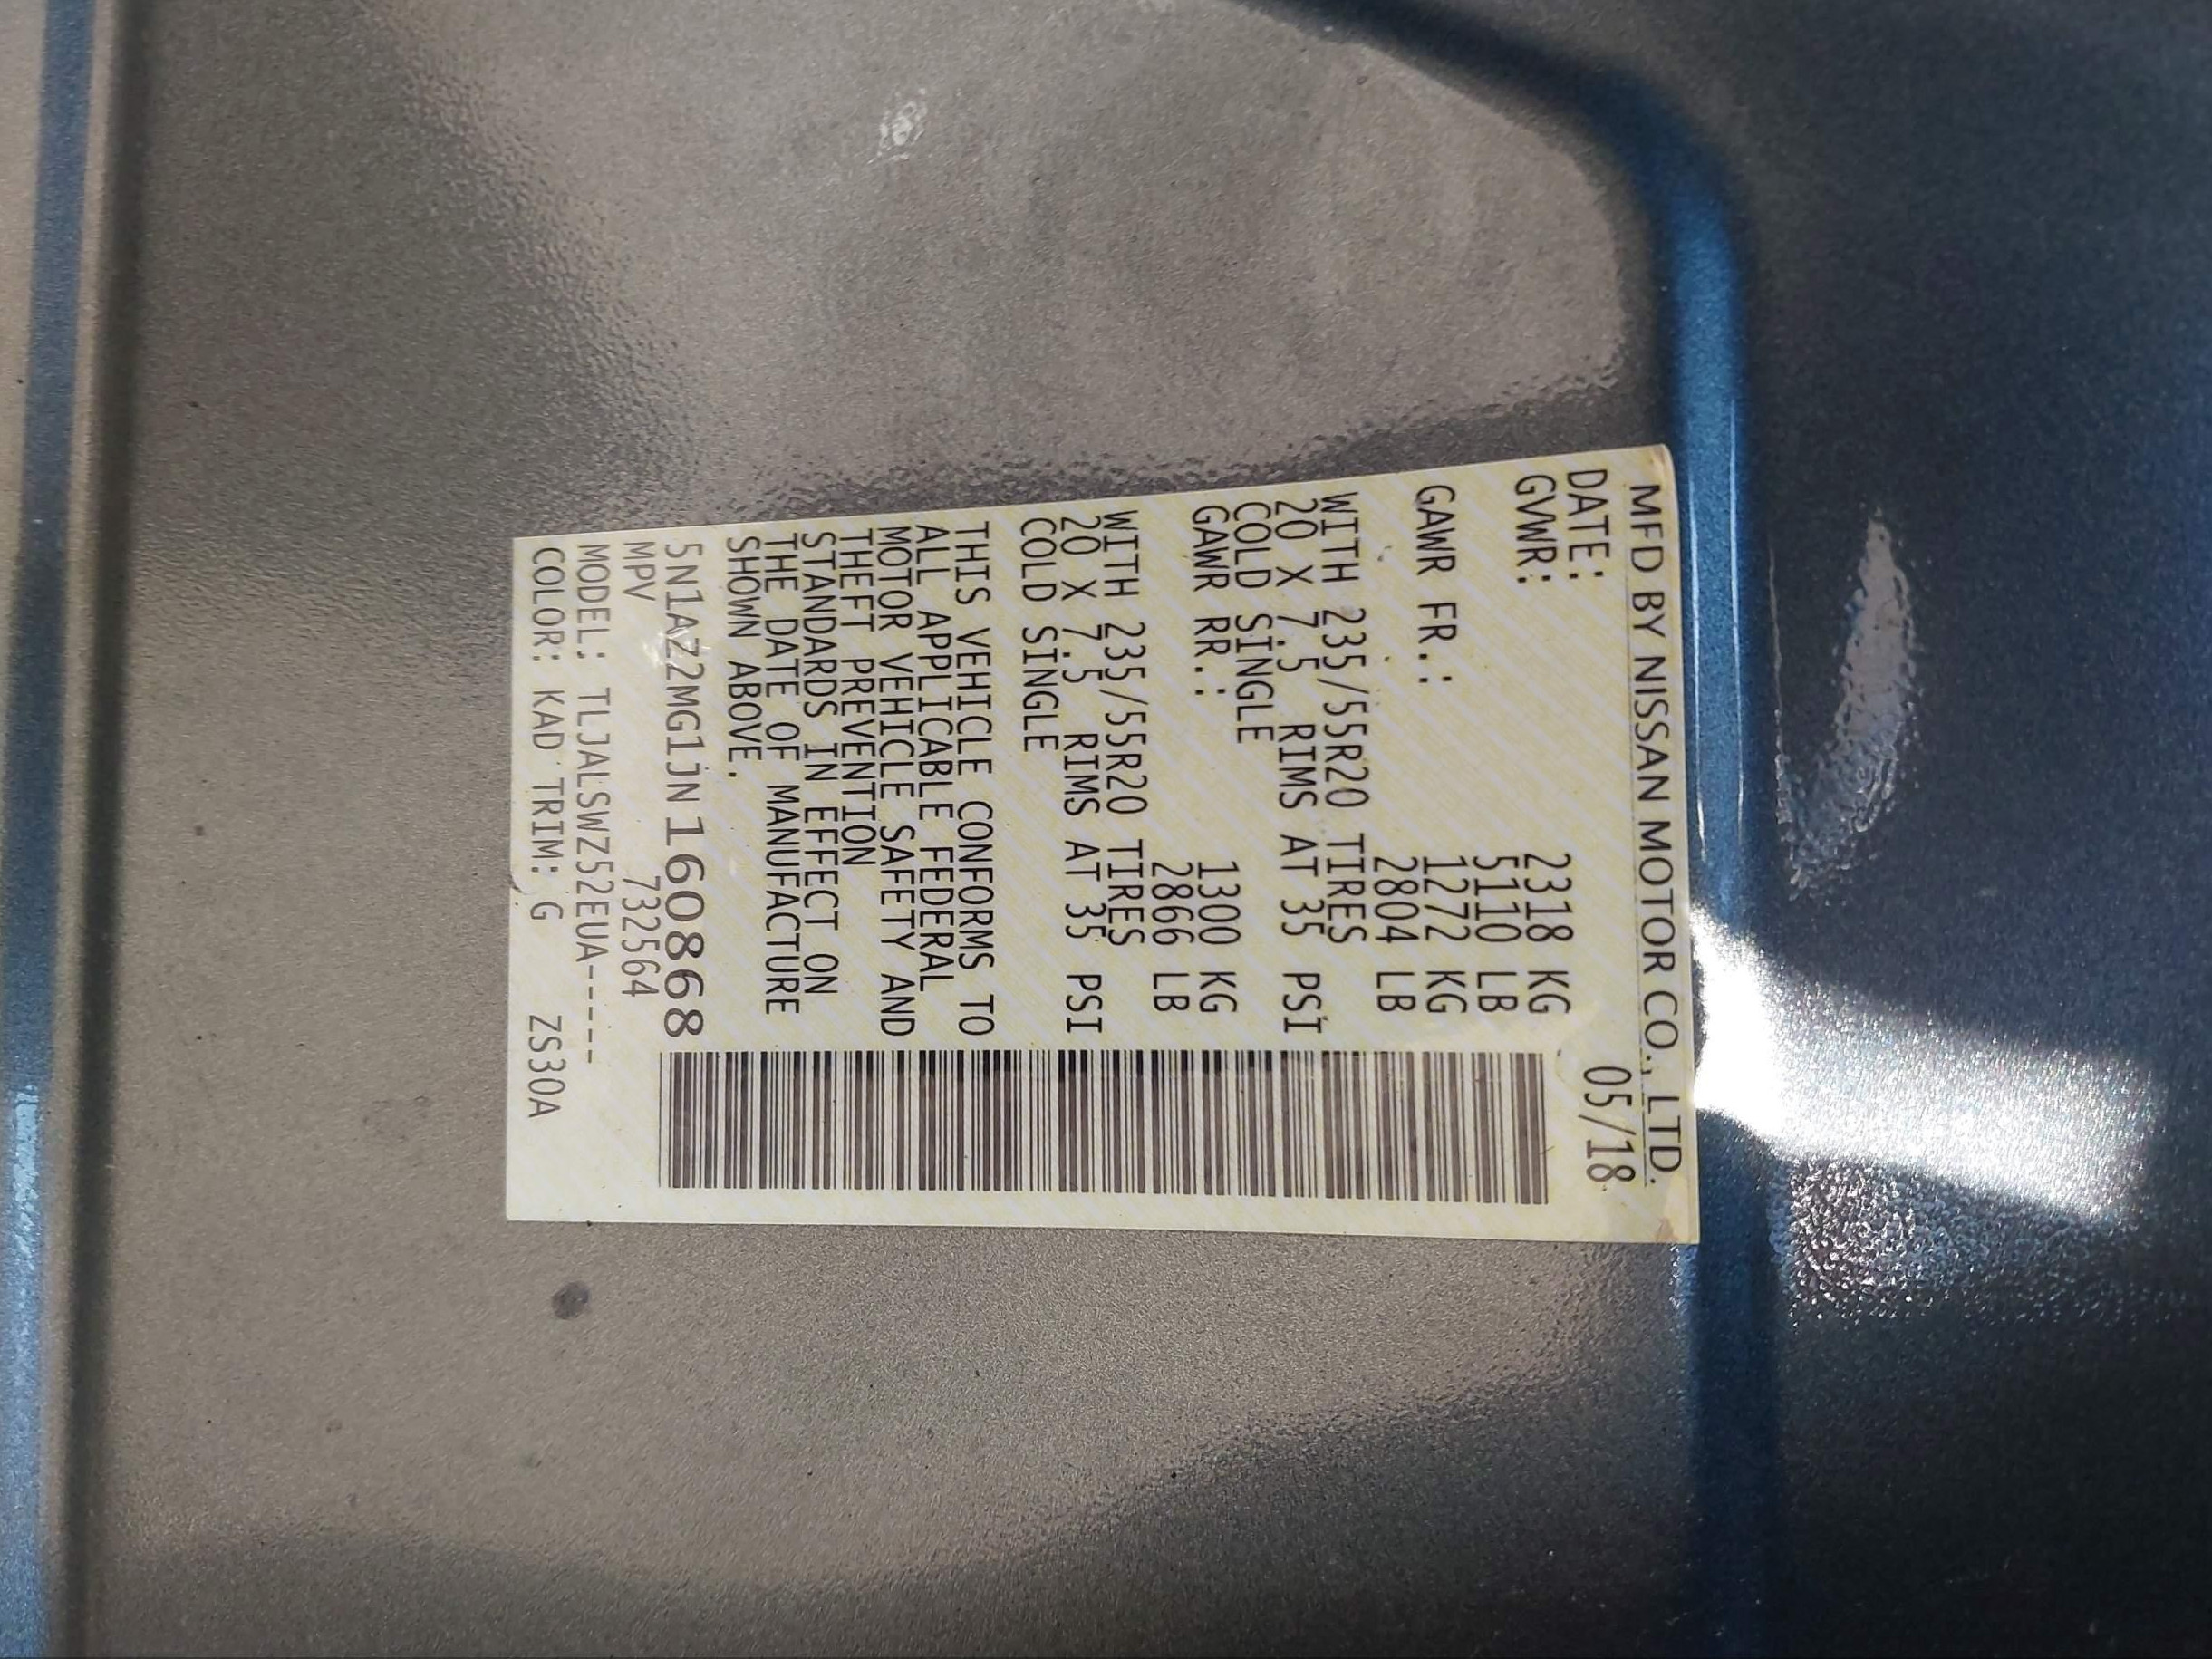 MFD BY NISSAN MOTOR CO., LTD.
DATE: 05/18
GVWR: 2318 KG
5110 LB
GAWR FR.: 1272 KG
2804 LB
WITH 235/55R20 TIRES
20 X 7.5 RIMS AT 35 PSI
COLD SINGLE
GAWR RR.: 1300 KG
2866 LB
WITH 235/55R20 TIRES
20 X 7.5 RIMS AT 35 PSI
COLD SINGLE
THIS VEHICLE CONFORMS TO
ALL APPLICABLE FEDERAL
MOTOR VEHICLE SAFETY AND
THEFT PREVENTION
STANDARDS IN EFFECT ON
THE DATE OF MANUFACTURE
SHOWN ABOVE.
5N1AZ2MG1JN160868
MPV 732564
MODEL: TLJALSWZ52EUA-----
COLOR: KAD TRIM: G ZS30A